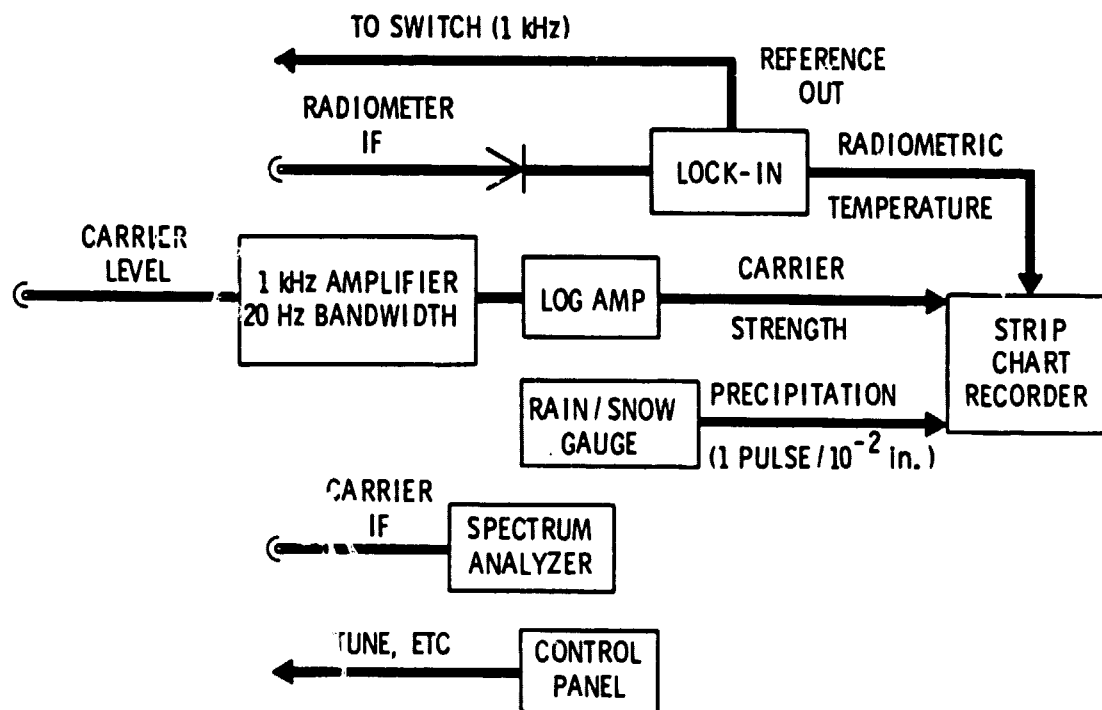 TO SWITCH (1 kHz)
REFERENCE
OUT
RADIOMETER
IF
LOCK-IN
RADIOMETRIC
TEMPERATURE
CARRIER
LEVEL
1 kHz AMPLIFIER
20 Hz BANDWIDTH
LOG AMP
CARRIER
STRENGTH
STRIP
CHART
RECORDER
RAIN/SNOW
GAUGE
PRECIPITATION
(1 PULSE/10⁻² in.)
CARRIER
IF
SPECTRUM
ANALYZER
TUNE, ETC
CONTROL
PANEL